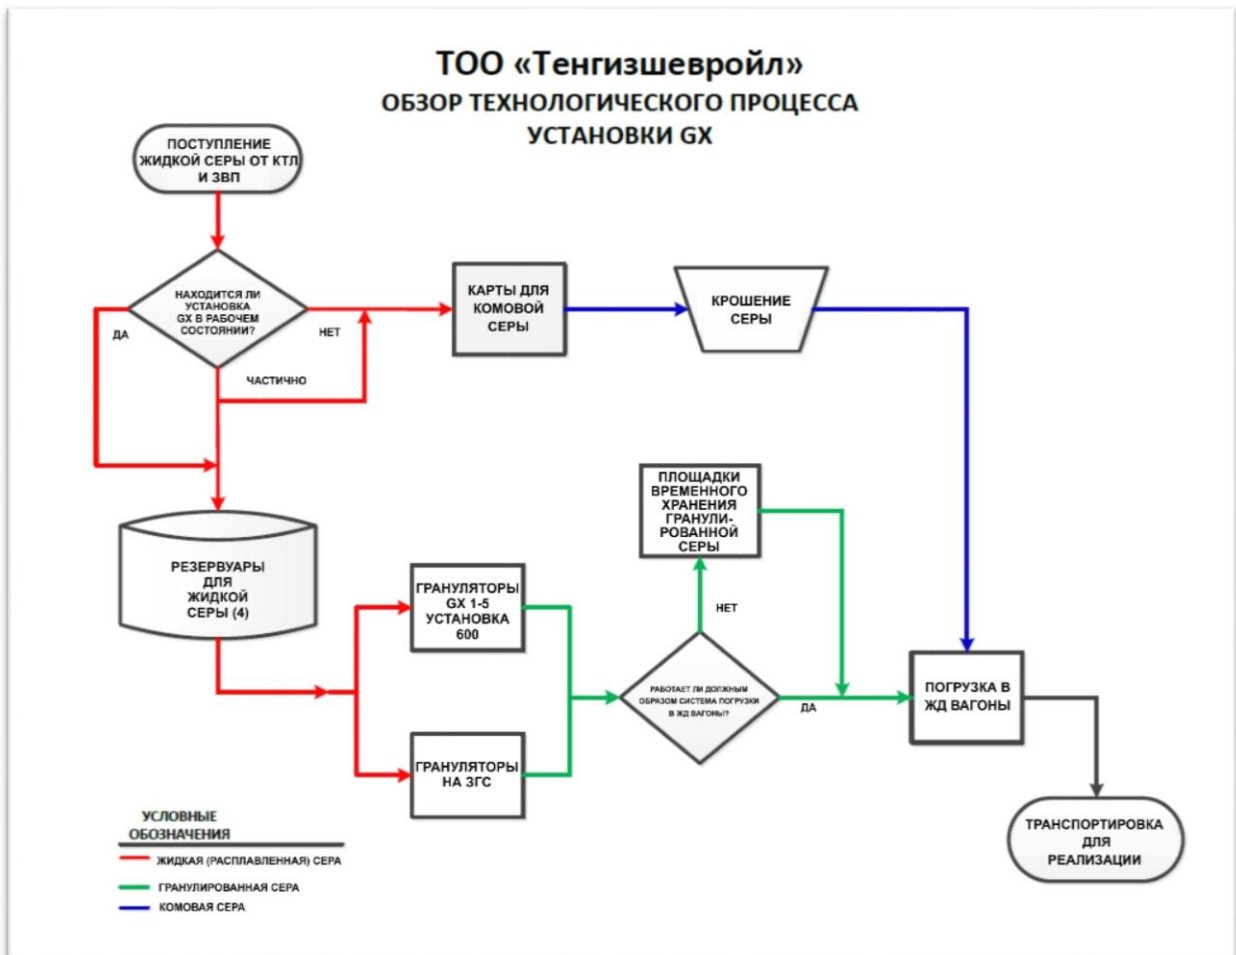 ТОО «Тенгизшевройл»
ОБЗОР ТЕХНОЛОГИЧЕСКОГО ПРОЦЕССА
УСТАНОВКИ GX
ПОСТУПЛЕНИЕ
ЖИДКОЙ СЕРЫ ОТ КТЛ
И ЗВП
НАХОДИТСЯ ЛИ
УСТАНОВКА
GX В РАБОЧЕМ
СОСТОЯНИИ?
ДА
НЕТ
ЧАСТИЧНО
КАРТЫ ДЛЯ
КОМОВОЙ
СЕРЫ
КРОШЕНИЕ
СЕРЫ
РЕЗЕРВУАРЫ
ДЛЯ
ЖИДКОЙ
СЕРЫ (4)
ГРАНУЛЯТОРЫ
GX 1-5
УСТАНОВКА
600
ГРАНУЛЯТОРЫ
НА ЗГС
ПЛОЩАДКИ
ВРЕМЕННОГО
ХРАНЕНИЯ
ГРАНУЛИ-
РОВАННОЙ
СЕРЫ
НЕТ
РАБОТАЕТ ЛИ ДОЛЖНЫМ
ОБРАЗОМ СИСТЕМА ПОГРУЗКИ
В ЖД ВАГОНЫ?
ДА
ПОГРУЗКА В
ЖД ВАГОНЫ
ТРАНСПОРТИРОВКА
ДЛЯ
РЕАЛИЗАЦИИ
УСЛОВНЫЕ
ОБОЗНАЧЕНИЯ
ЖИДКАЯ (РАСПЛАВЛЕННАЯ) СЕРА
ГРАНУЛИРОВАННАЯ СЕРА
КОМОВАЯ СЕРА